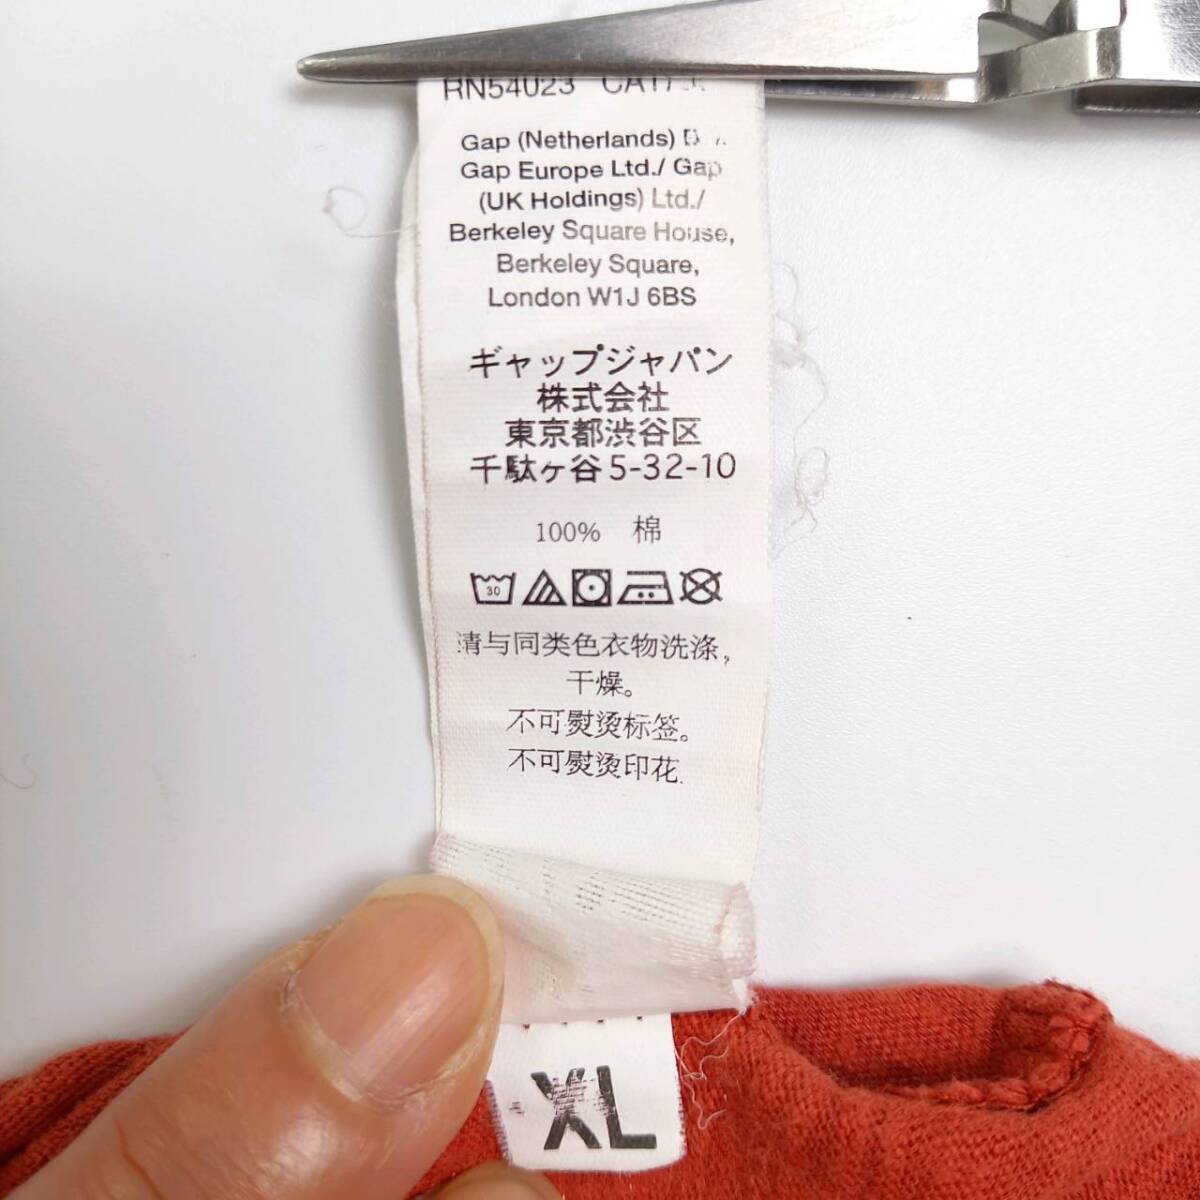 RN54023
Gap (Netherlands)
Gap Europe Ltd./ Gap
(UK Holdings) Ltd./
Berkeley Square House,
Berkeley Square,
London W1J 6BS
ギャップジャパン
株式会社
東京都渋谷区
千駄ヶ谷 5-32-10
100% 棉
30
请与同类色衣物洗涤,
干燥。
不可熨烫标签。
不可熨烫印花.
XL